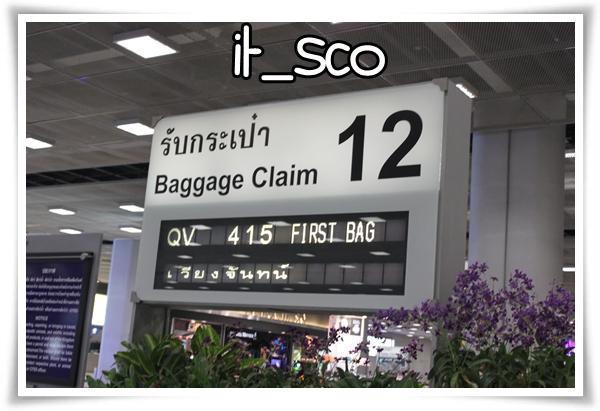 it_sco
รับกระเป๋า
Baggage Claim
12
QV 415 FIRST BAG
เวียงจันทน์
NOTICE